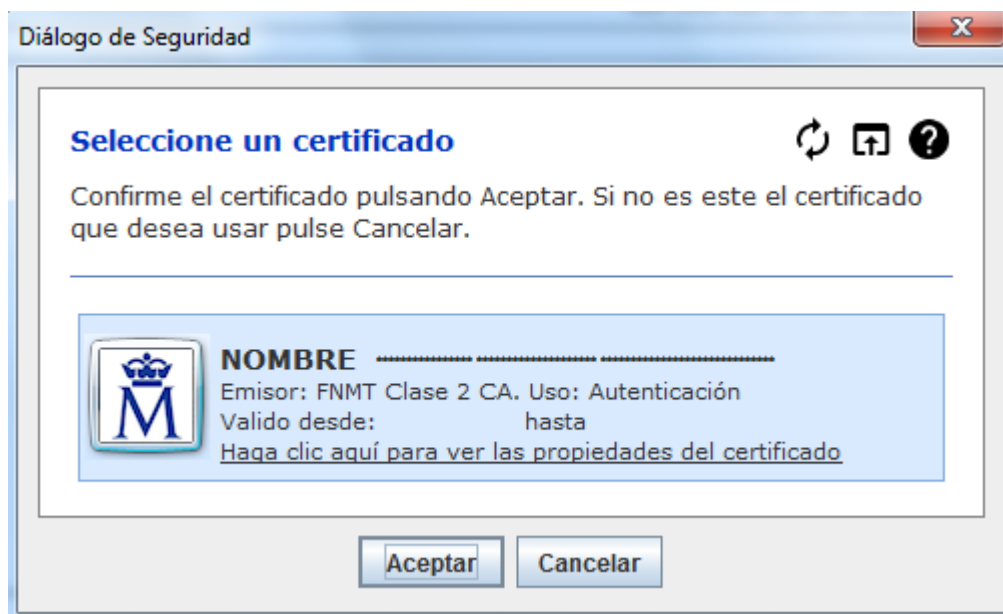 Diálogo de Seguridad
Seleccione un certificado
Confirme el certificado pulsando Aceptar. Si no es este el certificado
que desea usar pulse Cancelar.
NOMBRE
Emisor: FNMT Clase 2 CA. Uso: Autenticación
Valido desde: hasta
Haga clic aquí para ver las propiedades del certificado
Aceptar Cancelar